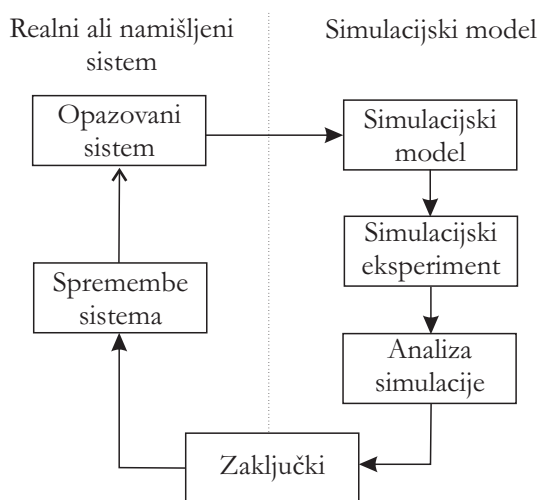 Realni ali namišljeni
sistem
Simulacijski model
Opazovani
sistem
Simulacijski
model
Simulacijski
eksperiment
Spremembe
sistema
Analiza
simulacije
Zaključki